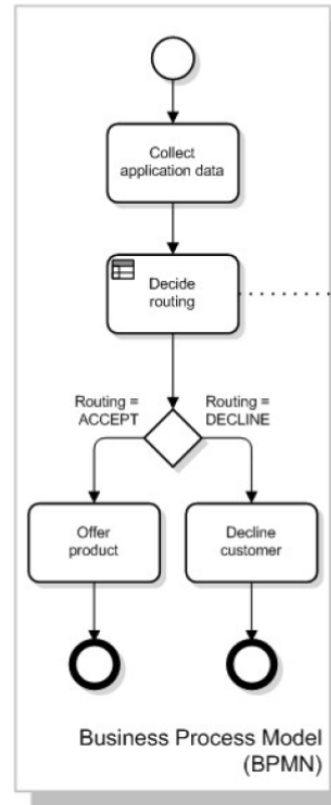 Collect
application data
Decide
routing
Routing =
ACCEPT
Routing =
DECLINE
Offer
product
Decline
customer
Business Process Model
(BPMN)